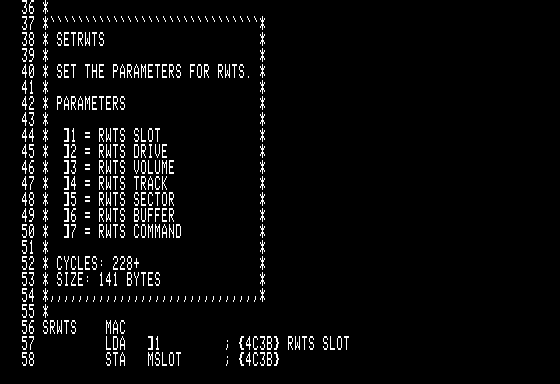 36 *
37 *``````````````````````````````*
38 * SETRWTS                      *
39 *                              *
40 * SET THE PARAMETERS FOR RWTS. *
41 *                              *
42 * PARAMETERS                   *
43 *                              *
44 *  ]1 = RWTS SLOT              *
45 *  ]2 = RWTS DRIVE             *
46 *  ]3 = RWTS VOLUME            *
47 *  ]4 = RWTS TRACK             *
48 *  ]5 = RWTS SECTOR            *
49 *  ]6 = RWTS BUFFER            *
50 *  ]7 = RWTS COMMAND           *
51 *                              *
52 * CYCLES: 228+                 *
53 * SIZE: 141 BYTES              *
54 *,,,,,,,,,,,,,,,,,,,,,,,,,,,,,,*
55 *
56 SRWTS    MAC
57          LDA   ]1         ; {4C3B} RWTS SLOT
58          STA   MSLOT      ; {4C3B}